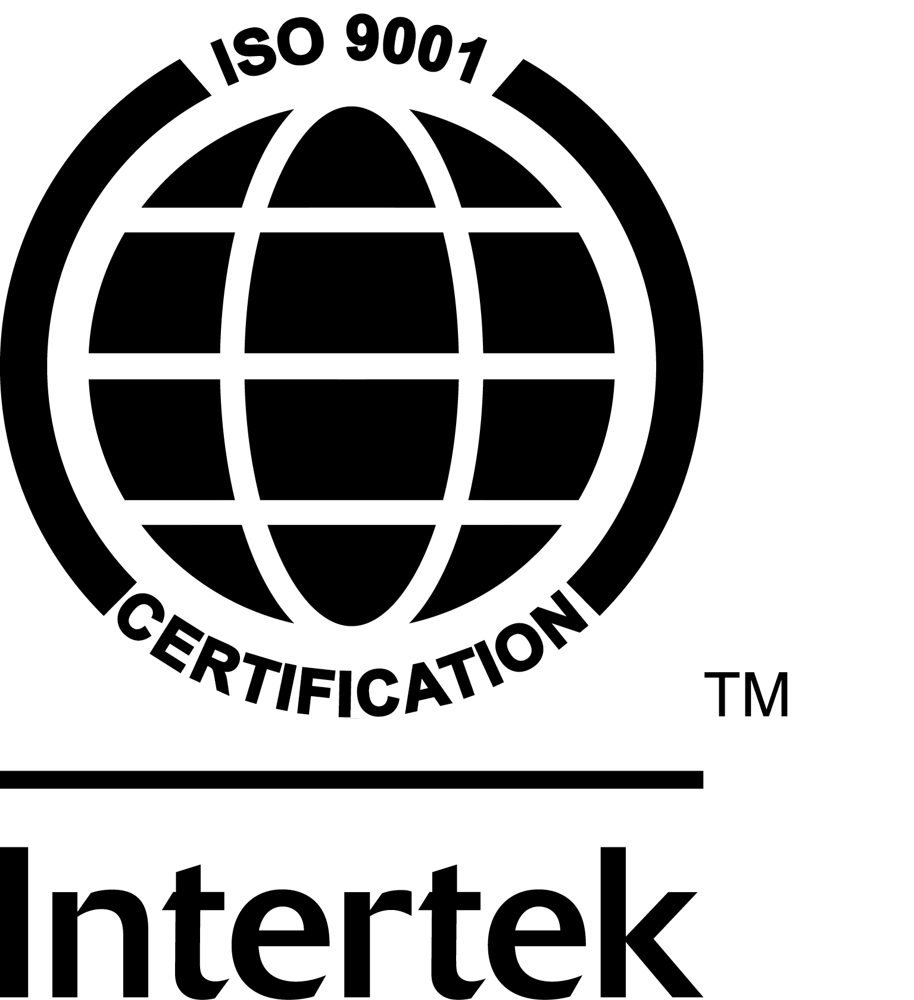 ISO 9001
CERTIFICATION
TM
Intertek